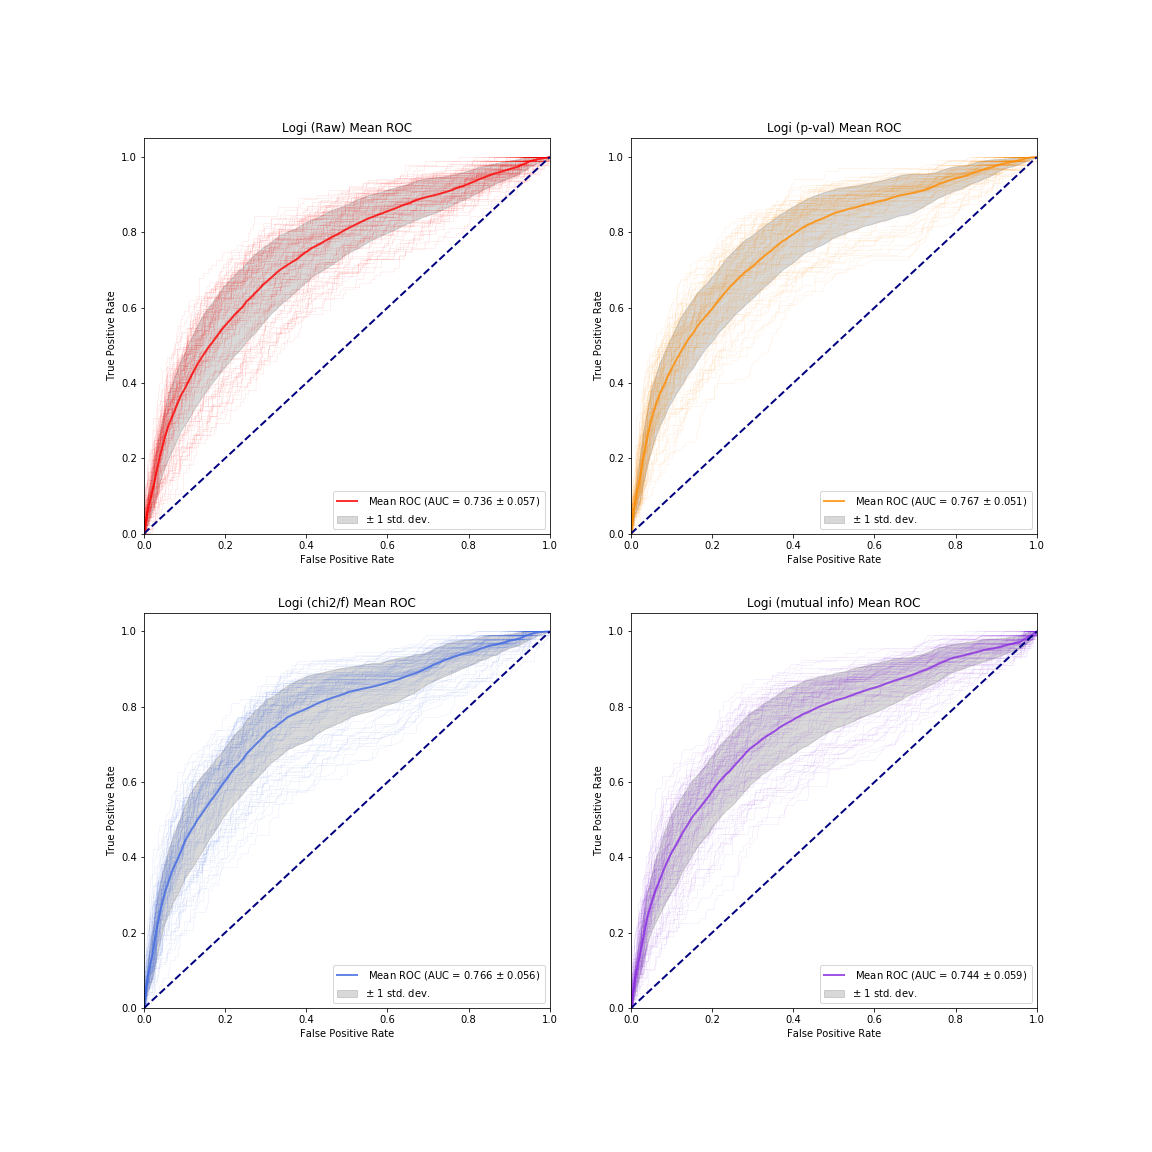 Logi (Raw) Mean ROC
True Positive Rate
1.0
0.8
0.6
0.4
0.2
0.0
Mean ROC (AUC = 0.736 ± 0.057)
± 1 std. dev.
0.0 0.2 0.4 0.6 0.8 1.0
False Positive Rate
Logi (p-val) Mean ROC
True Positive Rate
1.0
0.8
0.6
0.4
0.2
0.0
Mean ROC (AUC = 0.767 ± 0.051)
± 1 std. dev.
0.0 0.2 0.4 0.6 0.8 1.0
False Positive Rate
Logi (chi2/f) Mean ROC
True Positive Rate
1.0
0.8
0.6
0.4
0.2
0.0
Mean ROC (AUC = 0.766 ± 0.056)
± 1 std. dev.
0.0 0.2 0.4 0.6 0.8 1.0
False Positive Rate
Logi (mutual info) Mean ROC
True Positive Rate
1.0
0.8
0.6
0.4
0.2
0.0
Mean ROC (AUC = 0.744 ± 0.059)
± 1 std. dev.
0.0 0.2 0.4 0.6 0.8 1.0
False Positive Rate